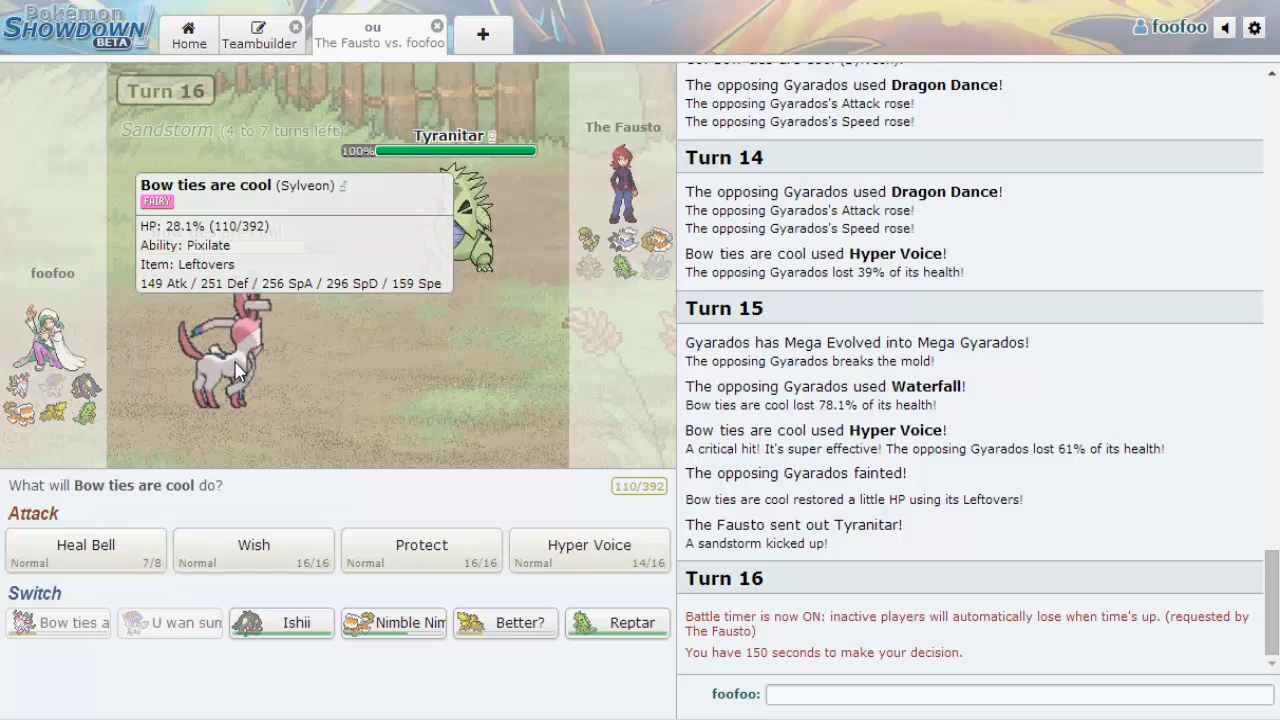 Pokémon
SHOWDOWN
BETA
Home
Teambuilder
ou
The Fausto vs. foofoo
+
foofoo
Turn 16
Sandstorm (4 to 7 turns left)
Tyranitar
100%
The Fausto
Bow ties are cool (Sylveon)
FAIRY
HP: 28.1% (110/392)
Ability: Pixilate
Item: Leftovers
149 Atk / 251 Def / 256 SpA / 296 SpD / 159 Spe
foofoo
What will Bow ties are cool do?
110/392
Attack
Heal Bell
Normal 7/8
Wish
Normal 16/16
Protect
Normal 16/16
Hyper Voice
Normal 14/16
Switch
Bow ties a
U wan sun
Ishii
Nimble Nim
Better?
Reptar
The opposing Gyarados used Dragon Dance!
The opposing Gyarados's Attack rose!
The opposing Gyarados's Speed rose!
Turn 14
The opposing Gyarados used Dragon Dance!
The opposing Gyarados's Attack rose!
The opposing Gyarados's Speed rose!
Bow ties are cool used Hyper Voice!
The opposing Gyarados lost 39% of its health!
Turn 15
Gyarados has Mega Evolved into Mega Gyarados!
The opposing Gyarados breaks the mold!
The opposing Gyarados used Waterfall!
Bow ties are cool lost 78.1% of its health!
Bow ties are cool used Hyper Voice!
A critical hit! It's super effective! The opposing Gyarados lost 61% of its health!
The opposing Gyarados fainted!
Bow ties are cool restored a little HP using its Leftovers!
The Fausto sent out Tyranitar!
A sandstorm kicked up!
Turn 16
Battle timer is now ON: inactive players will automatically lose when time's up. (requested by
The Fausto)
You have 150 seconds to make your decision.
foofoo: